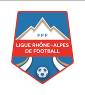 FFF
LIGUE RHÔNE-ALPES
DE FOOTBALL